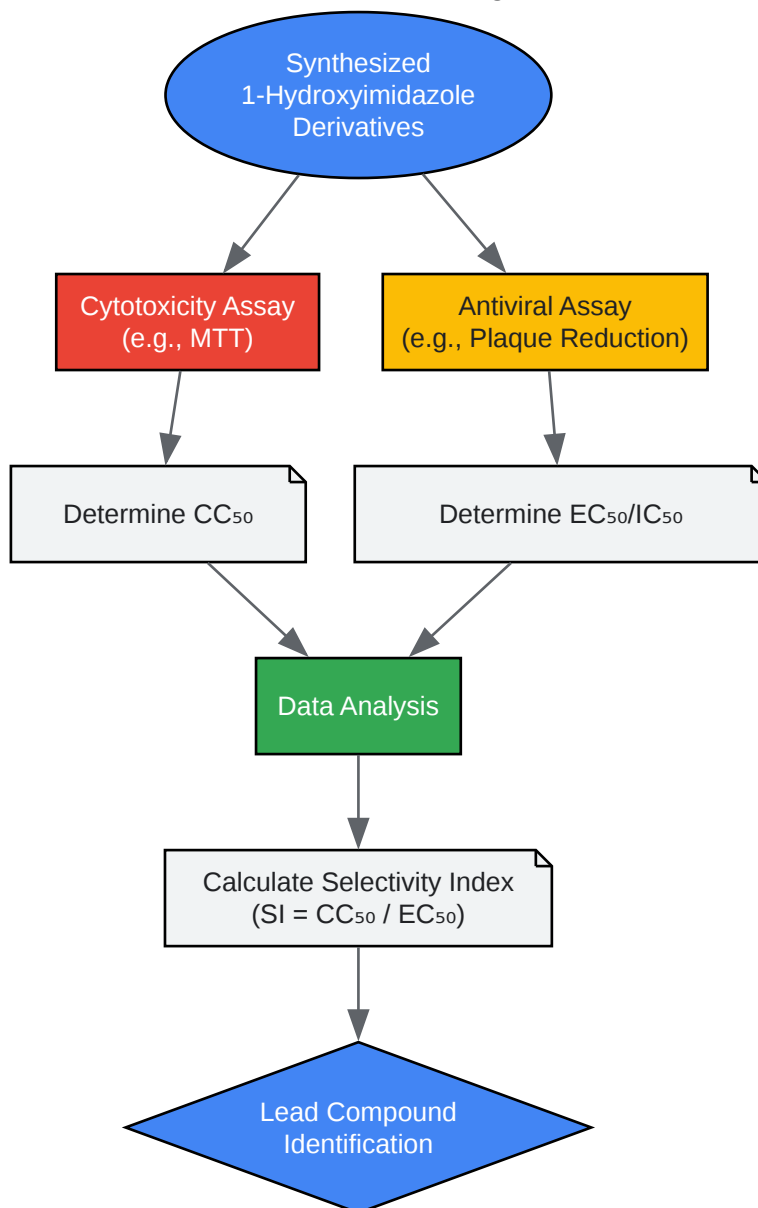 Synthesized
1-Hydroxyimidazole
Derivatives
Cytotoxicity Assay
(e.g., MTT)
Antiviral Assay
(e.g., Plaque Reduction)
Determine CC₅₀
Determine EC₅₀/IC₅₀
Data Analysis
Calculate Selectivity Index
(SI = CC₅₀ / EC₅₀)
Lead Compound
Identification